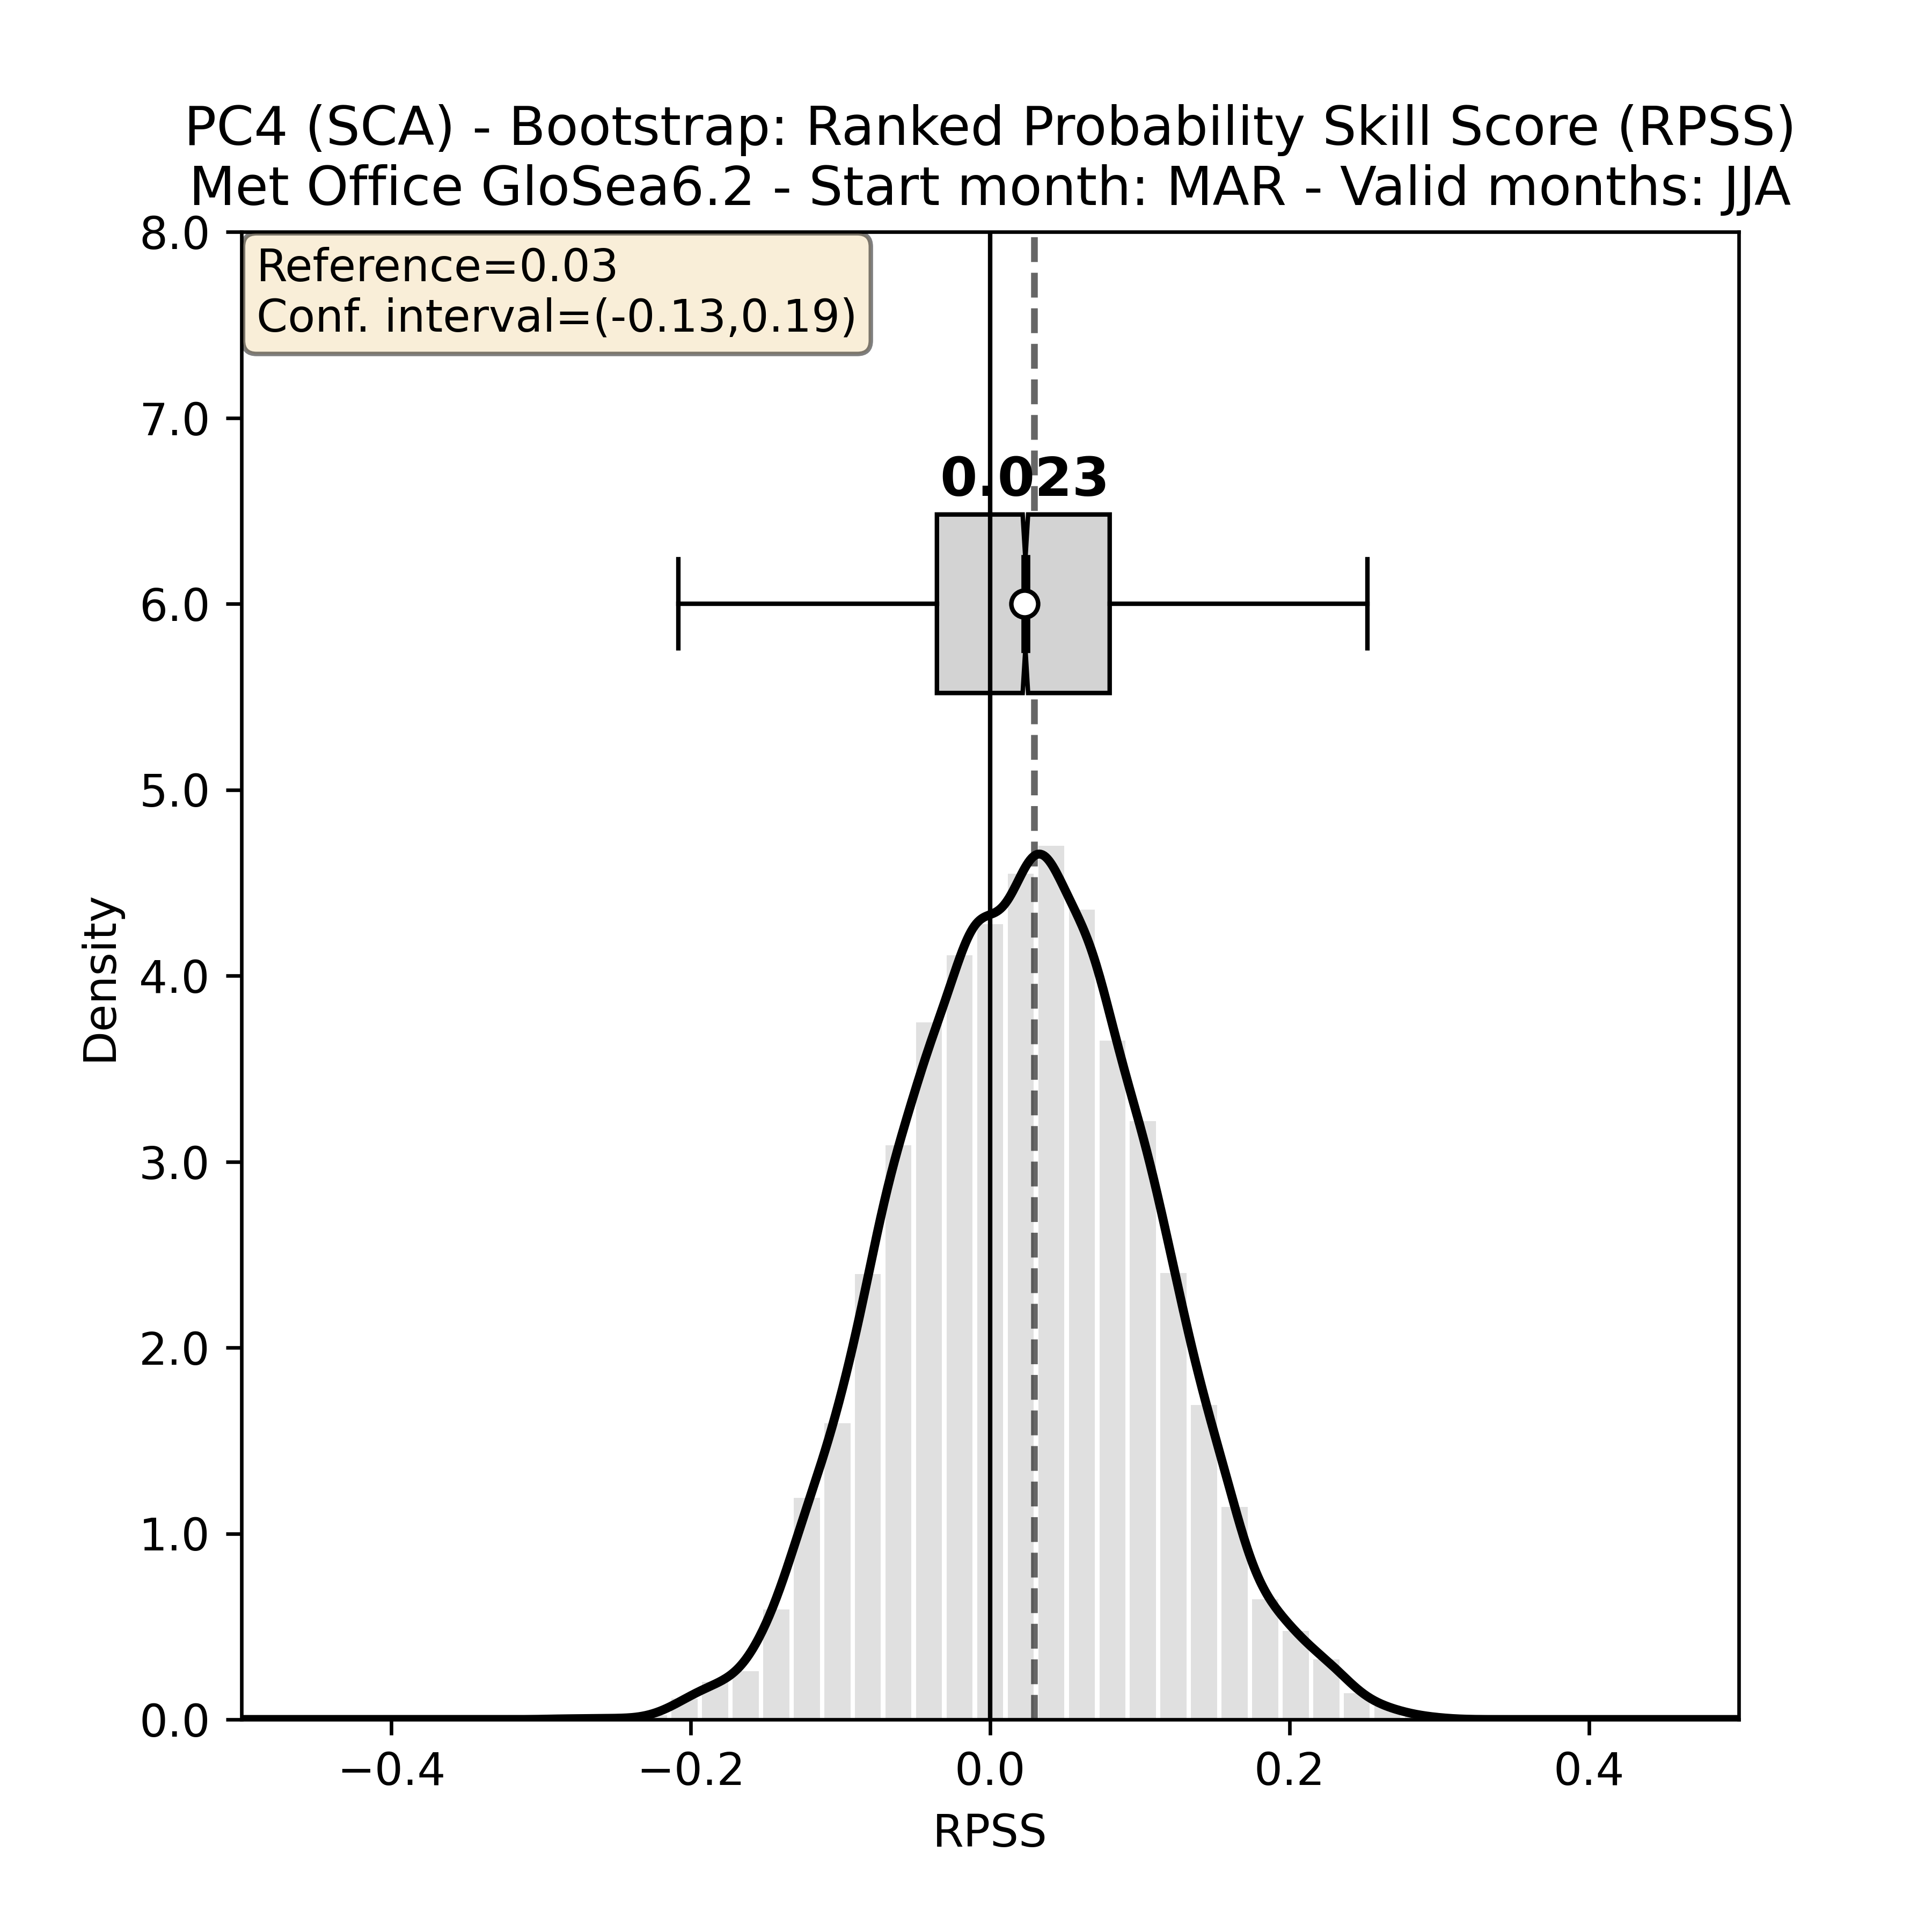 PC4 (SCA) - Bootstrap: Ranked Probability Skill Score (RPSS)
Met Office GloSea6.2 - Start month: MAR - Valid months: JJA
Reference=0.03
Conf. interval=(-0.13,0.19)
0.023
8.0
7.0
6.0
5.0
4.0
3.0
2.0
1.0
0.0
Density
−0.4
−0.2
0.0
0.2
0.4
RPSS